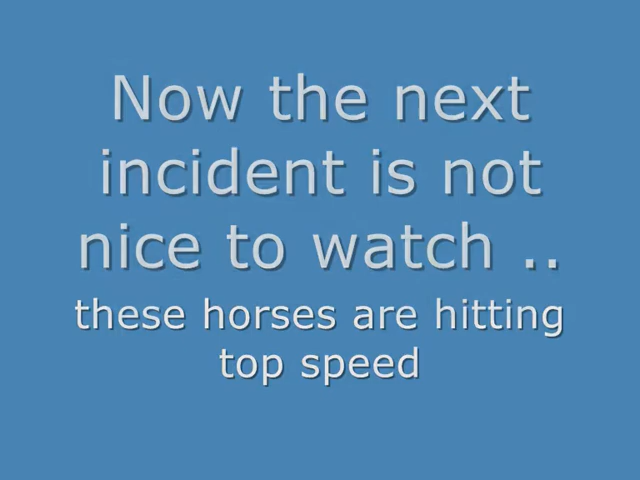 Now the next
incident is not
nice to watch ..
these horses are hitting
top speed